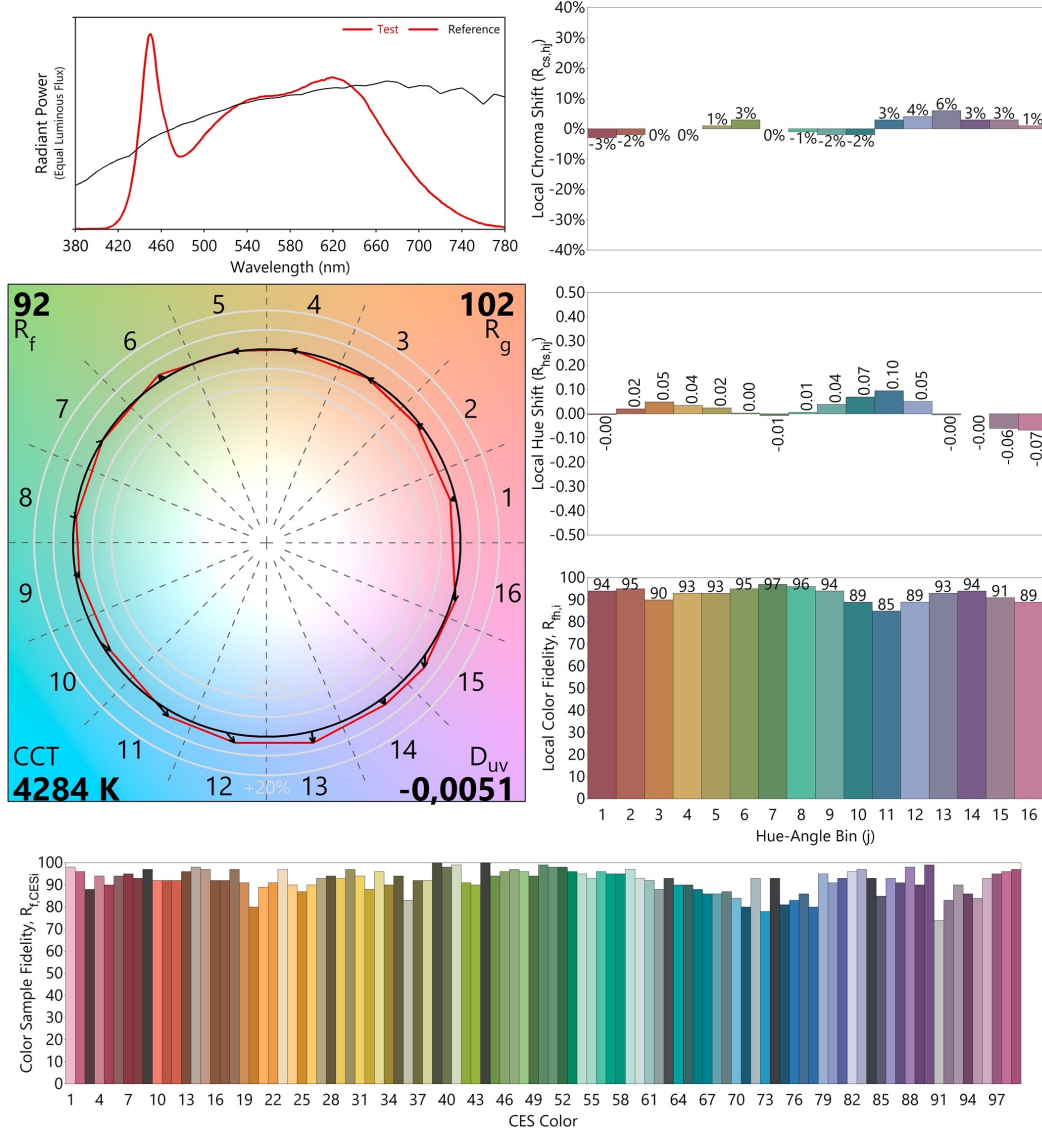 Test Reference
Radiant Power
(Equal Luminous Flux)
380 420 460 500 540 580 620 660 700 740 780
Wavelength (nm)
40%
30%
20%
10%
0%
-10%
-20%
-30%
-40%
Local Chroma Shift (Rcs,hj)
-3% -2% 0% 0% 1% 3% 0% -1% -2% -2% 3% 4% 6% 3% 3% 1%
92
Rf
102
Rg
5 4
6 3
7 2
8 1
9 16
10 15
11 14
12 +20% 13
CCT
4284 K
Duv
-0,0051
0.50
0.40
0.30
0.20
0.10
0.00
-0.10
-0.20
-0.30
-0.40
-0.50
Local Hue Shift (Rhs,hj)
-0.00 0.02 0.05 0.04 0.02 0.00 -0.01 0.01 0.04 0.07 0.10 0.05 -0.00 -0.00 -0.06 -0.07
100
90
80
70
60
50
40
30
20
10
0
Local Color Fidelity, Rfh,i
94 95 90 93 93 95 97 96 94 89 85 89 93 94 91 89
1 2 3 4 5 6 7 8 9 10 11 12 13 14 15 16
Hue-Angle Bin (j)
100
90
80
70
60
50
40
30
20
10
0
Color Sample Fidelity, Rf,CESi
1 4 7 10 13 16 19 22 25 28 31 34 37 40 43 46 49 52 55 58 61 64 67 70 73 76 79 82 85 88 91 94 97
CES Color